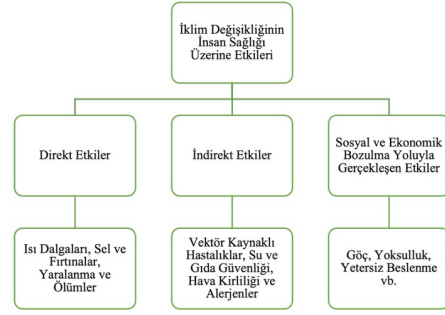 İklim Değişikliğinin
İnsan Sağlığı
Üzerine Etkileri
Direkt Etkiler
İndirekt Etkiler
Sosyal ve Ekonomik
Bozulma Yoluyla
Gerçekleşen Etkiler
Isı Dalgaları, Sel ve
Fırtınalar,
Yaralanma ve
Ölümler
Vektör Kaynaklı
Hastalıklar, Su ve
Gıda Güvenliği,
Hava Kirliliği ve
Alerjenler
Göç, Yoksulluk,
Yetersiz Beslenme
vb.